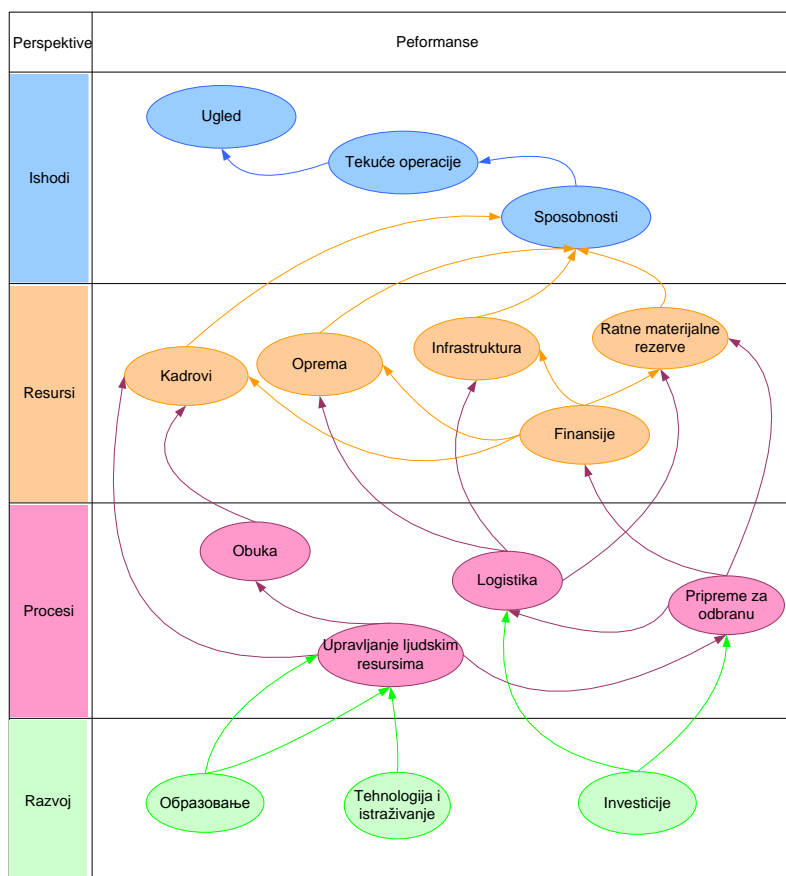 Perspektive
Peformanse
Ishodi
Ugled
Tekuće operacije
Sposobnosti
Resursi
Kadrovi
Oprema
Infrastruktura
Ratne materijalne
rezerve
Finansije
Procesi
Obuka
Logistika
Pripreme za
odbranu
Upravljanje ljudskim
resursima
Razvoj
Образовање
Tehnologija i
istraživanje
Investicije